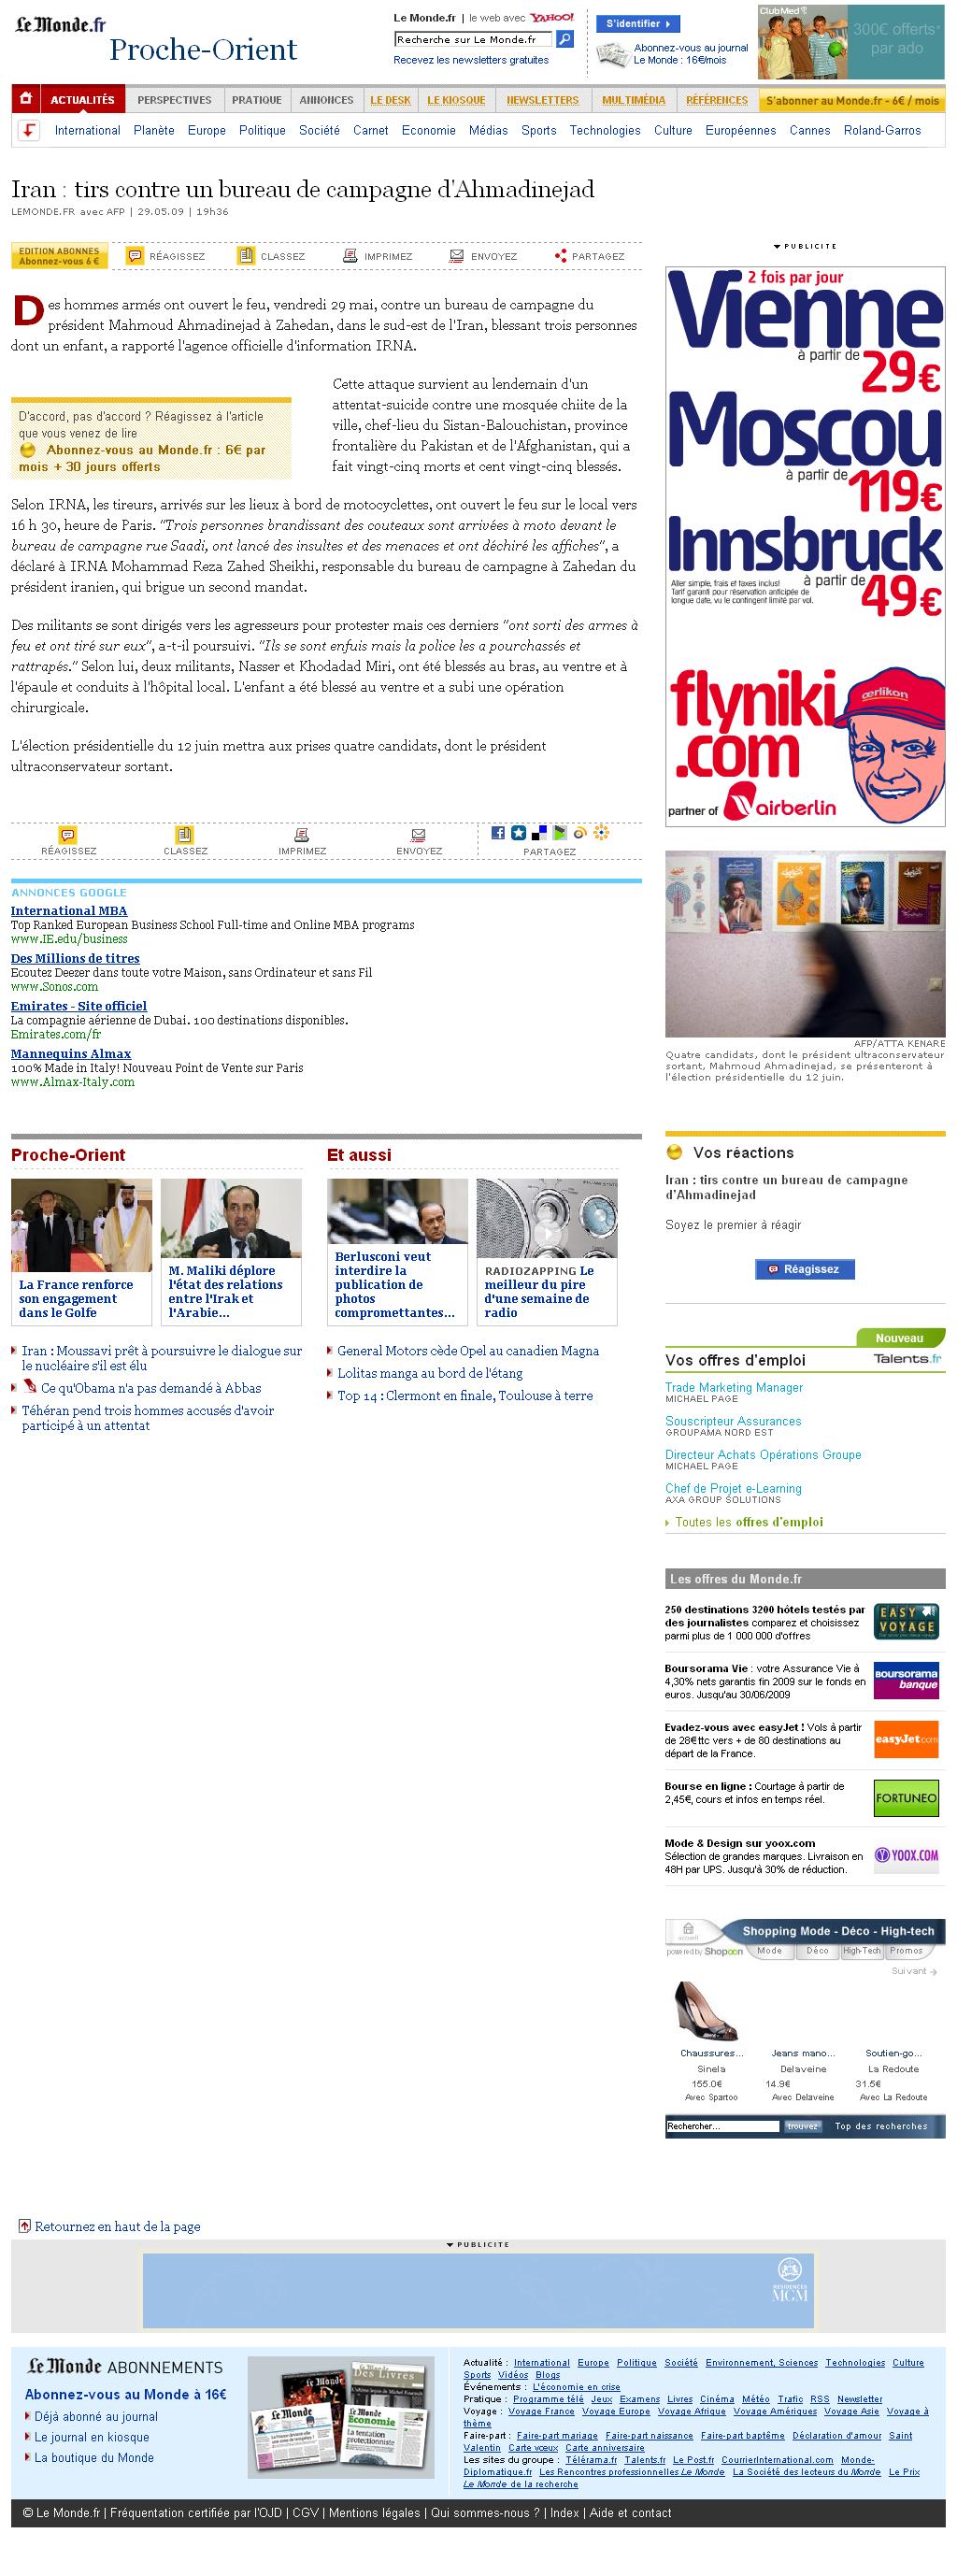 Le Monde.fr
Proche-Orient
Le Monde.fr | le web avec YAHOO!
Recherche sur Le Monde.fr
Recevez les newsletters gratuites
S'identifier
Abonnez-vous au journal
Le Monde : 16€/mois
ClubMed
300€ offerts*
par ado
ACTUALITÉS PERSPECTIVES PRATIQUE ANNONCES LE DESK LE KIOSQUE NEWSLETTERS MULTIMÉDIA RÉFÉRENCES S'abonner au Monde.fr - 6€ / mois
International Planète Europe Politique Société Carnet Economie Médias Sports Technologies Culture Européennes Cannes Roland-Garros
Iran : tirs contre un bureau de campagne d'Ahmadinejad
LEMONDE.FR avec AFP | 29.05.09 | 19h36
EDITION ABONNES
Abonnez-vous 6 €
RÉAGISSEZ CLASSEZ IMPRIMEZ ENVOYEZ PARTAGEZ
Des hommes armés ont ouvert le feu, vendredi 29 mai, contre un bureau de campagne du
président Mahmoud Ahmadinejad à Zahedan, dans le sud-est de l'Iran, blessant trois personnes
dont un enfant, a rapporté l'agence officielle d'information IRNA.
D'accord, pas d'accord ? Réagissez à l'article
que vous venez de lire
Abonnez-vous au Monde.fr : 6€ par
mois + 30 jours offerts
Cette attaque survient au lendemain d'un
attentat-suicide contre une mosquée chiite de la
ville, chef-lieu du Sistan-Balouchistan, province
frontalière du Pakistan et de l'Afghanistan, qui a
fait vingt-cinq morts et cent vingt-cinq blessés.
Selon IRNA, les tireurs, arrivés sur les lieux à bord de motocyclettes, ont ouvert le feu sur le local vers
16 h 30, heure de Paris. "Trois personnes brandissant des couteaux sont arrivées à moto devant le
bureau de campagne rue Saadi, ont lancé des insultes et des menaces et ont déchiré les affiches", a
déclaré à IRNA Mohammad Reza Zahed Sheikhi, responsable du bureau de campagne à Zahedan du
président iranien, qui brigue un second mandat.
Des militants se sont dirigés vers les agresseurs pour protester mais ces derniers "ont sorti des armes à
feu et ont tiré sur eux", a-t-il poursuivi. "Ils se sont enfuis mais la police les a pourchassés et
rattrapés." Selon lui, deux militants, Nasser et Khodadad Miri, ont été blessés au bras, au ventre et à
l'épaule et conduits à l'hôpital local. L'enfant a été blessé au ventre et a subi une opération
chirurgicale.
L'élection présidentielle du 12 juin mettra aux prises quatre candidats, dont le président
ultraconservateur sortant.
RÉAGISSEZ CLASSEZ IMPRIMEZ ENVOYEZ PARTAGEZ
ANNONCES GOOGLE
International MBA
Top Ranked European Business School Full-time and Online MBA programs
www.IE.edu/business
Des Millions de titres
Ecoutez Deezer dans toute votre Maison, sans Ordinateur et sans Fil
www.Sonos.com
Emirates - Site officiel
La compagnie aérienne de Dubai. 100 destinations disponibles.
Emirates.com/fr
Mannequins Almax
100% Made in Italy! Nouveau Point de Vente sur Paris
www.Almax-Italy.com
PUBLICITE
2 fois par jour
Vienne
à partir de
29€
Moscou
à partir de
119€
Innsbruck
Aller simple, frais et taxes inclus!
Tarif garanti pour réservation anticipée de
longue date, vu le contingent limité par vol.
à partir de
49€
flyniki
.com
œrlikon
partner of airberlin
AFP/ATTA KENARE
Quatre candidats, dont le président ultraconservateur
sortant, Mahmoud Ahmadinejad, se présenteront à
l'élection présidentielle du 12 juin.
Proche-Orient
La France renforce
son engagement
dans le Golfe
M. Maliki déplore
l'état des relations
entre l'Irak et
l'Arabie...
Iran : Moussavi prêt à poursuivre le dialogue sur
le nucléaire s'il est élu
Ce qu'Obama n'a pas demandé à Abbas
Téhéran pend trois hommes accusés d'avoir
participé à un attentat
Et aussi
Berlusconi veut
interdire la
publication de
photos
compromettantes...
RADIOZAPPING Le
meilleur du pire
d'une semaine de
radio
General Motors cède Opel au canadien Magna
Lolitas manga au bord de l'étang
Top 14 : Clermont en finale, Toulouse à terre
Vos réactions
Iran : tirs contre un bureau de campagne
d'Ahmadinejad
Soyez le premier à réagir
Réagissez
Nouveau
Vos offres d'emploi Talents.fr
Trade Marketing Manager
MICHAEL PAGE
Souscripteur Assurances
GROUPAMA NORD EST
Directeur Achats Opérations Groupe
MICHAEL PAGE
Chef de Projet e-Learning
AXA GROUP SOLUTIONS
Toutes les offres d'emploi
Les offres du Monde.fr
250 destinations 3200 hôtels testés par
des journalistes comparez et choisissez
parmi plus de 1 000 000 d'offres
EASY
VOYAGE
Boursorama Vie : votre Assurance Vie à
4,30% nets garantis fin 2009 sur le fonds en
euros. Jusqu'au 30/06/2009
BOURSORAMA
banque
Evadez-vous avec easyJet ! Vols à partir
de 28€ ttc vers + de 80 destinations au
départ de la France.
easyJet.com
Bourse en ligne : Courtage à partir de
2,45€, cours et infos en temps réel.
FORTUNEO
Mode & Design sur yoox.com
Sélection de grandes marques. Livraison en
48H par UPS. Jusqu'à 30% de réduction.
YOOX.COM
accueil
Shopping Mode - Déco - High-tech
powered by Shopoon Mode Déco High-Tech Promos
Suivant
Chaussures... Jeans mano... Soutien-go...
Sinela Delaveine La Redoute
155.0€ 14.9€ 31.5€
Avec Spartoo Avec Delaveine Avec La Redoute
Rechercher... trouvez Top des recherches
Retournez en haut de la page
PUBLICITE
RESIDENCES
MGM
Le Monde ABONNEMENTS
Abonnez-vous au Monde à 16€
Déjà abonné au journal
Le journal en kiosque
La boutique du Monde
Actualité : International Europe Politique Société Environnement, Sciences Technologies Culture
Sports Vidéos Blogs
Événements : L'économie en crise
Pratique : Programme télé Jeux Examens Livres Cinéma Météo Trafic RSS Newsletter
Voyage : Voyage France Voyage Europe Voyage Afrique Voyage Amériques Voyage Asie Voyage à
thème
Faire-part : Faire-part mariage Faire-part naissance Faire-part baptême Déclaration d'amour Saint
Valentin Carte vœux Carte anniversaire
Les sites du groupe : Télérama.fr Talents.fr Le Post.fr CourrierInternational.com Monde-
Diplomatique.fr Les Rencontres professionnelles Le Monde La Société des lecteurs du Monde Le Prix
Le Monde de la recherche
© Le Monde.fr | Fréquentation certifiée par l'OJD | CGV | Mentions légales | Qui sommes-nous ? | Index | Aide et contact